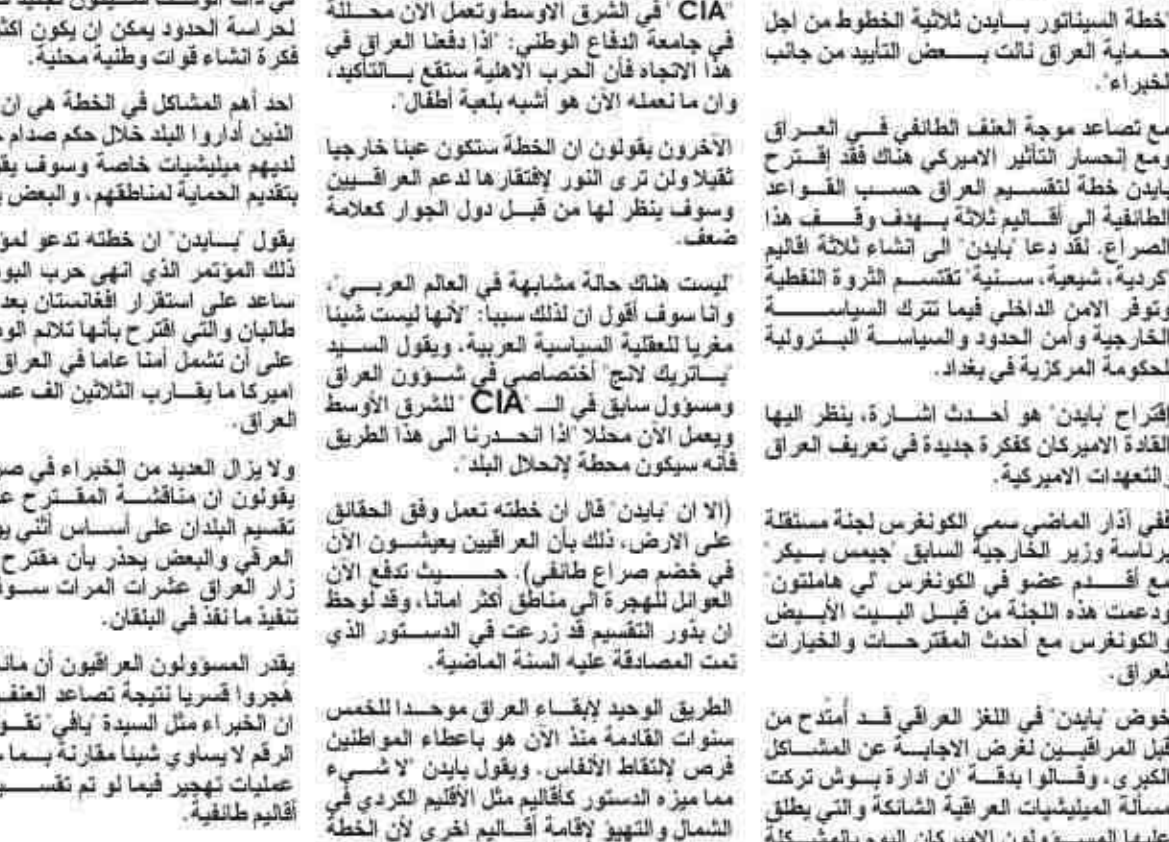 خطة السيناتور بايدن ثلاثية الخطوط من اجل
حماية العراق نالت بعض التأييد من جانب
الخبراء".
مع تصاعد موجة العنف الطائفي في العراق
ومع إنحسار التأثير الاميركي هناك فقد إقترح
بايدن خطة لتقسيم العراق حسب القواعد
الطائفية الى أقاليم ثلاثة بهدف وقف هذا
الصراع. لقد دعا "بايدن" الى انشاء ثلاثة اقاليم
"كردية، شيعية، سنية" تقتسم الثروة النفطية
وتوفر الامن الداخلي فيما تترك السياسة
الخارجية وأمن الحدود والسياسة البترولية
للحكومة المركزية في بغداد.
إقتراح "بايدن" هو أحدث اشارة، ينظر اليها
القادة الاميركان كفكرة جديدة في تعريف العراق
والتعهدات الاميركية.
ففي آذار الماضي سمى الكونغرس لجنة مستقلة
برئاسة وزير الخارجية السابق "جيمس بيكر"
مع أقدم عضو في الكونغرس "لي هاملتون"
ودعمت هذه اللجنة من قبل البيت الأبيض
والكونغرس مع أحدث المقترحات والخيارات
للعراق.
خوض "بايدن" في اللغز العراقي قد أمتدح من
قبل المراقبين لغرض الاجابة عن المشاكل
الكبرى، وقالوا بدقة "ان ادارة بوش تركت
مسألة الميليشيات العراقية الشائكة والتي يطلق
عليها المسؤولون الاميركان اليوم بالمشكلة
"CIA" في الشرق الاوسط وتعمل الآن محللة
في جامعة الدفاع الوطني: "اذا دفعنا العراق في
هذا الاتجاه فأن الحرب الاهلية ستقع بالتأكيد،
وان ما نعمله الآن هو أشبه بلعبة أطفال".
الآخرون يقولون ان الخطة ستكون عبئا خارجيا
ثقيلا ولن ترى النور لإفتقارها لدعم العراقيين
وسوف ينظر لها من قبل دول الجوار كعلامة
ضعف.
"ليست هناك حالة مشابهة في العالم العربي"،
وأنا سوف أقول ان لذلك سببا: "لأنها ليست شيئا
مغريا للعقلية السياسية العربية، ويقول السيد
"باتريك لانج" أختصاصي في شؤون العراق
ومسؤول سابق في الـ "CIA" للشرق الأوسط
ويعمل الآن محللا "اذا انحدرنا الى هذا الطريق
فأنه سيكون محطة لإنحلال البلد".
(الا ان "بايدن" قال ان خطته تعمل وفق الحقائق
على الارض، ذلك بأن العراقيين يعيشون الآن
في خضم صراع طائفي). حيث تدفع الآن
العوائل للهجرة الى مناطق أكثر امانا، وقد لوحظ
ان بذور التقسيم قد زرعت في الدستور الذي
تمت المصادقة عليه السنة الماضية.
الطريق الوحيد لإبقاء العراق موحدا للخمس
سنوات القادمة منذ الآن هو باعطاء المواطنين
فرص لإلتقاط الأنفاس. ويقول بايدن "لا شيء
مما ميزه الدستور كأقاليم مثل الأقليم الكردي في
الشمال والتهيؤ لإقامة أقاليم اخرى لأن الخطة
لحراسة الحدود يمكن ان يكون
فكرة انشاء قوات وطنية محلية.
احد أهم المشاكل في الخطة هي ان
الذين أداروا البلد خلال حكم صدام
لديهم ميليشيات خاصة وسوف
بتقديم الحماية لمناطقهم، والبعض
يقول "بايدن" ان خطته تدعو
ذلك المؤتمر الذي انهى حرب
ساعد على استقرار افغانستان بعد
طالبان والتي اقترح بأنها تلائم
على أن تشمل أمنا عاما في العراق
اميركا ما يقارب الثلاثين الف
العراق.
ولا يزال العديد من الخبراء في
يقولون ان مناقشة المقترح
تقسيم البلدان على أساس أثني
العرقي والبعض يحذر بأن مقترح
زار العراق عشرات المرات
تنفيذ ما نفذ في البلقان.
يقدر المسؤولون العراقيون أن
هُجروا قسريا نتيجة تصاعد العنف
ان الخبراء مثل السيدة "يافي"
الرقم لا يساوي شيئا مقارنة بما
عمليات تهجير فيما لو تم
أقاليم طائفية.